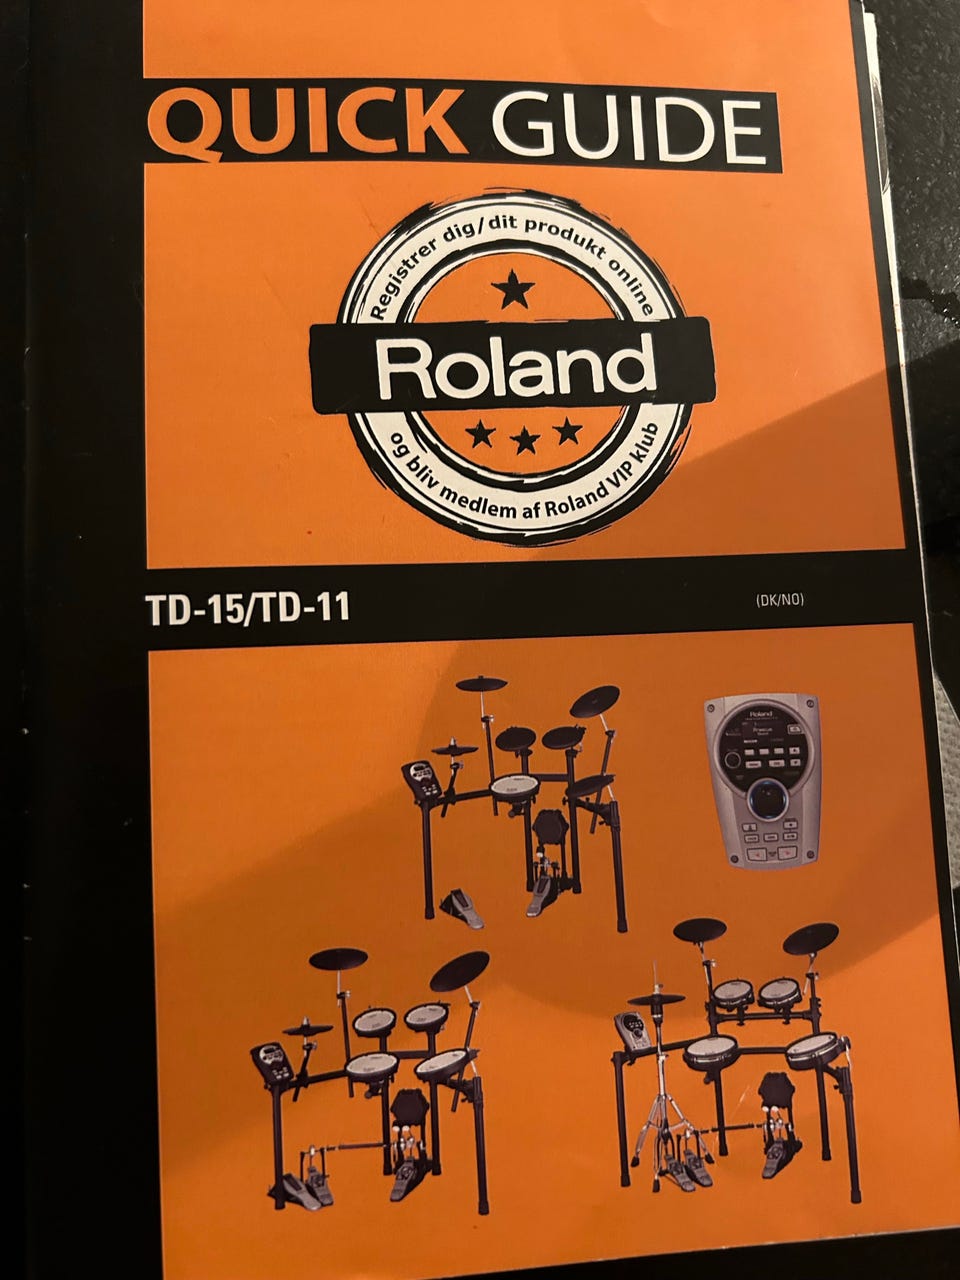 QUICK GUIDE
Registrer dig/dit produkt online
Roland
og bliv medlem af Roland VIP klub
TD-15/TD-11
(DK/NO)
Roland